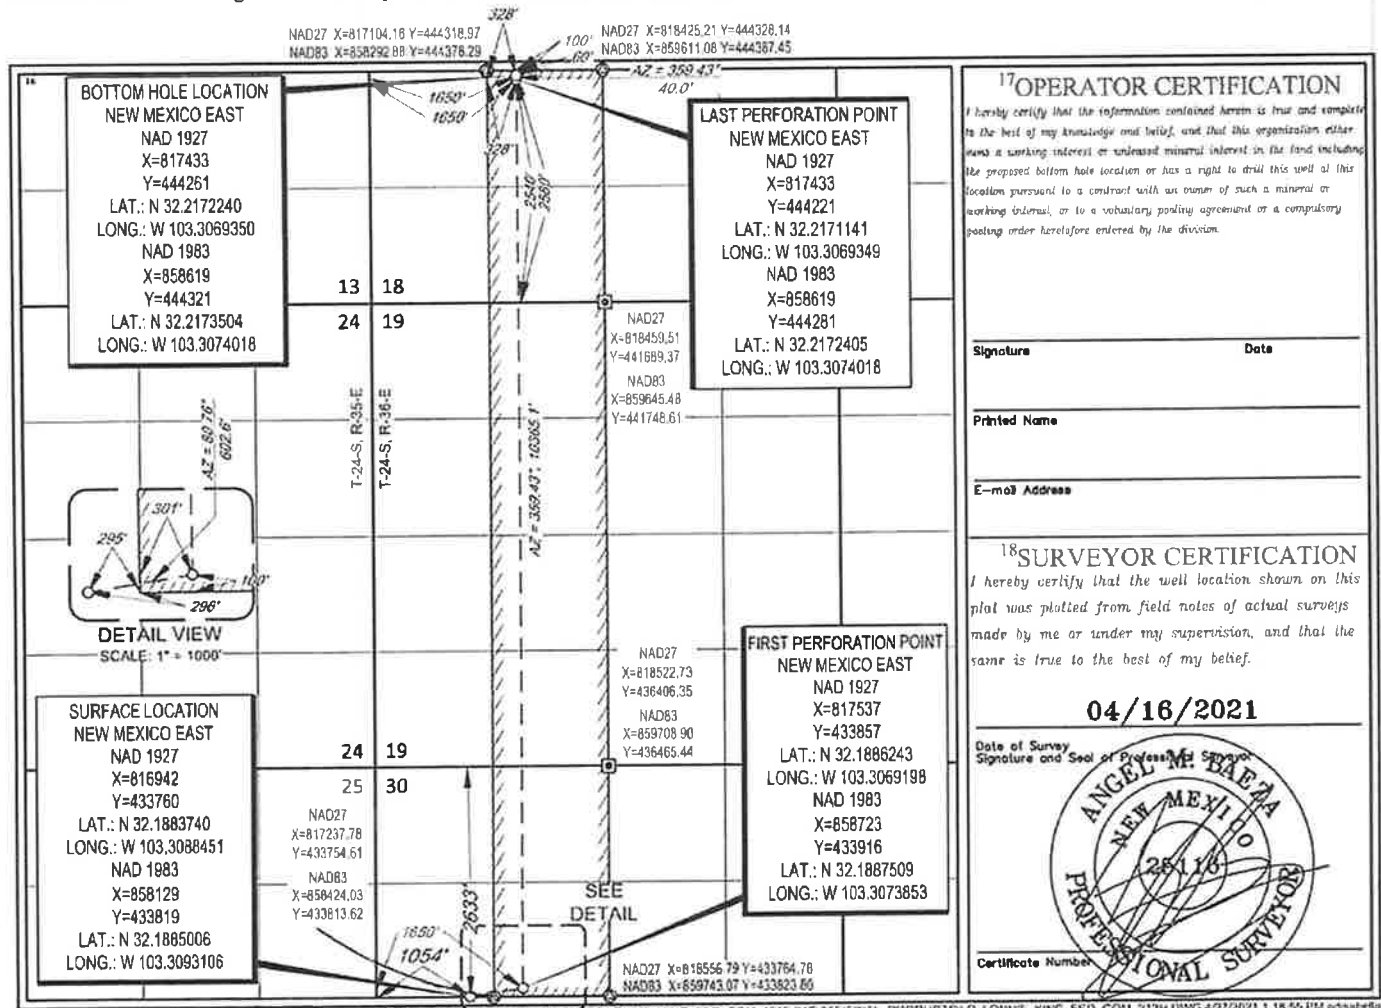 328'
NAD27 X=817104.16 Y=444318.97
NAD83 X=858292.88 Y=444378.29
100'
60'
NAD27 X=818425.21 Y=444328.14
NAD83 X=859611.08 Y=444387.45
AZ = 359.43°
40.0'
16
1650'
1650'
328'
2540'
2580'
BOTTOM HOLE LOCATION
NEW MEXICO EAST
NAD 1927
X=817433
Y=444261
LAT.: N 32.2172240
LONG.: W 103.3069350
NAD 1983
X=858619
Y=444321
LAT.: N 32.2173504
LONG.: W 103.3074018
LAST PERFORATION POINT
NEW MEXICO EAST
NAD 1927
X=817433
Y=444221
LAT.: N 32.2171141
LONG.: W 103.3069349
NAD 1983
X=858619
Y=444281
LAT.: N 32.2172405
LONG.: W 103.3074018
13 18
24 19
NAD27
X=818459.51
Y=441689.37
NAD83
X=859645.48
Y=441748.61
T-24-S, R-35-E
T-24-S, R-36-E
AZ = 359.43°, 10365.1'
AZ = 80.76°
602.6'
301'
295'
100'
296'
DETAIL VIEW
SCALE: 1" = 1000'
SURFACE LOCATION
NEW MEXICO EAST
NAD 1927
X=816942
Y=433760
LAT.: N 32.1883740
LONG.: W 103.3088451
NAD 1983
X=858129
Y=433819
LAT.: N 32.1885006
LONG.: W 103.3093106
NAD27
X=818522.73
Y=436406.35
NAD83
X=859708.90
Y=436465.44
24 19
25 30
FIRST PERFORATION POINT
NEW MEXICO EAST
NAD 1927
X=817537
Y=433857
LAT.: N 32.1886243
LONG.: W 103.3069198
NAD 1983
X=858723
Y=433916
LAT.: N 32.1887509
LONG.: W 103.3073853
NAD27
X=817237.78
Y=433754.61
NAD83
X=858424.03
Y=433813.62
2633'
1650'
1054'
SEE
DETAIL
NAD27 X=818556.79 Y=433764.78
NAD83 X=859743.07 Y=433823.80
17OPERATOR CERTIFICATION
I hereby certify that the information contained herein is true and complete
to the best of my knowledge and belief, and that this organization either
owns a working interest or unleased mineral interest in the land including
the proposed bottom hole location or has a right to drill this well at this
location pursuant to a contract with an owner of such a mineral or
working interest, or to a voluntary pooling agreement or a compulsory
pooling order heretofore entered by the division.
Signature Date
Printed Name
E-mail Address
18SURVEYOR CERTIFICATION
I hereby certify that the well location shown on this
plat was plotted from field notes of actual surveys
made by me or under my supervision, and that the
same is true to the best of my belief.
04/16/2021
Date of Survey
Signature and Seal of Professional Surveyor
ANGEL M. BAEZA
NEW MEXICO
25116
PROFESSIONAL SURVEYOR
Certificate Number